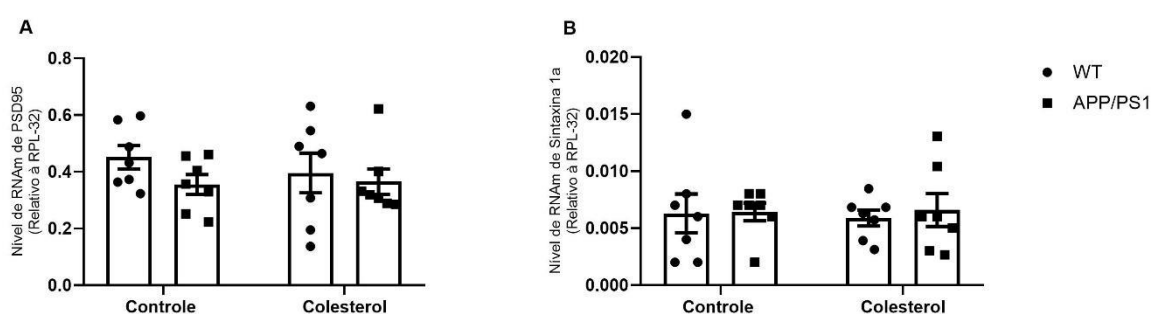 A
Nível de RNAm de PSD95
(Relativo à RPL-32)
0.8
0.6
0.4
0.2
0.0
Controle
Colesterol
B
Nível de RNAm de Sintaxina 1a
(Relativo à RPL-32)
0.020
0.015
0.010
0.005
0.000
Controle
Colesterol
WT
APP/PS1